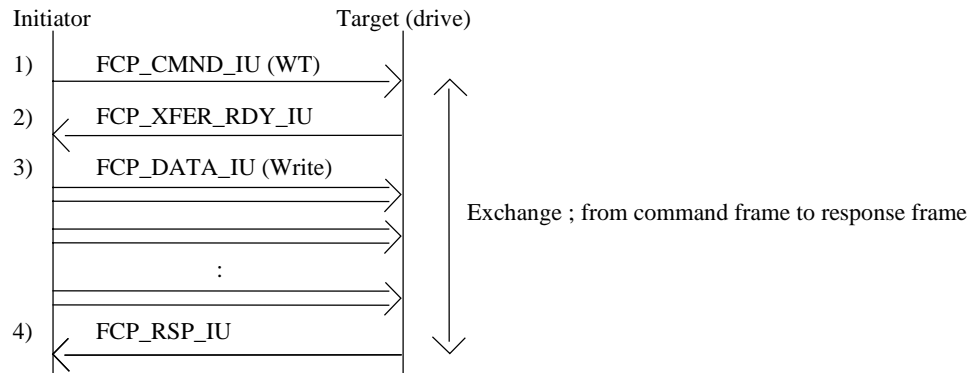 Initiator Target (drive)
1) FCP_CMND_IU (WT)
2) FCP_XFER_RDY_IU
3) FCP_DATA_IU (Write)
Exchange ; from command frame to response frame
:
4) FCP_RSP_IU